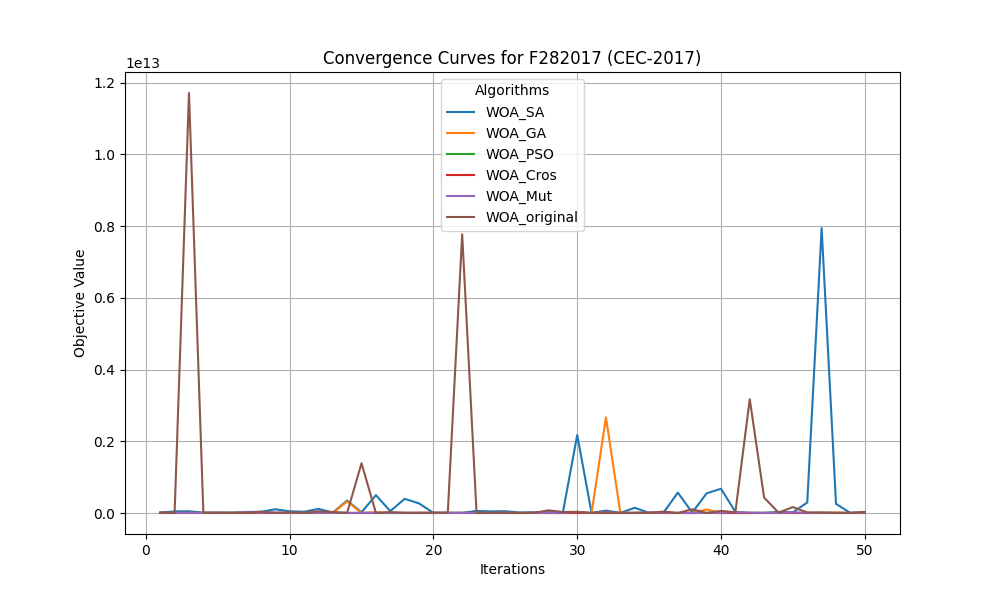 Convergence Curves for F282017 (CEC-2017)
1e13
1.2
1.0
0.8
0.6
0.4
0.2
0.0
Objective Value
Algorithms
WOA_SA
WOA_GA
WOA_PSO
WOA_Cros
WOA_Mut
WOA_original
0 10 20 30 40 50
Iterations